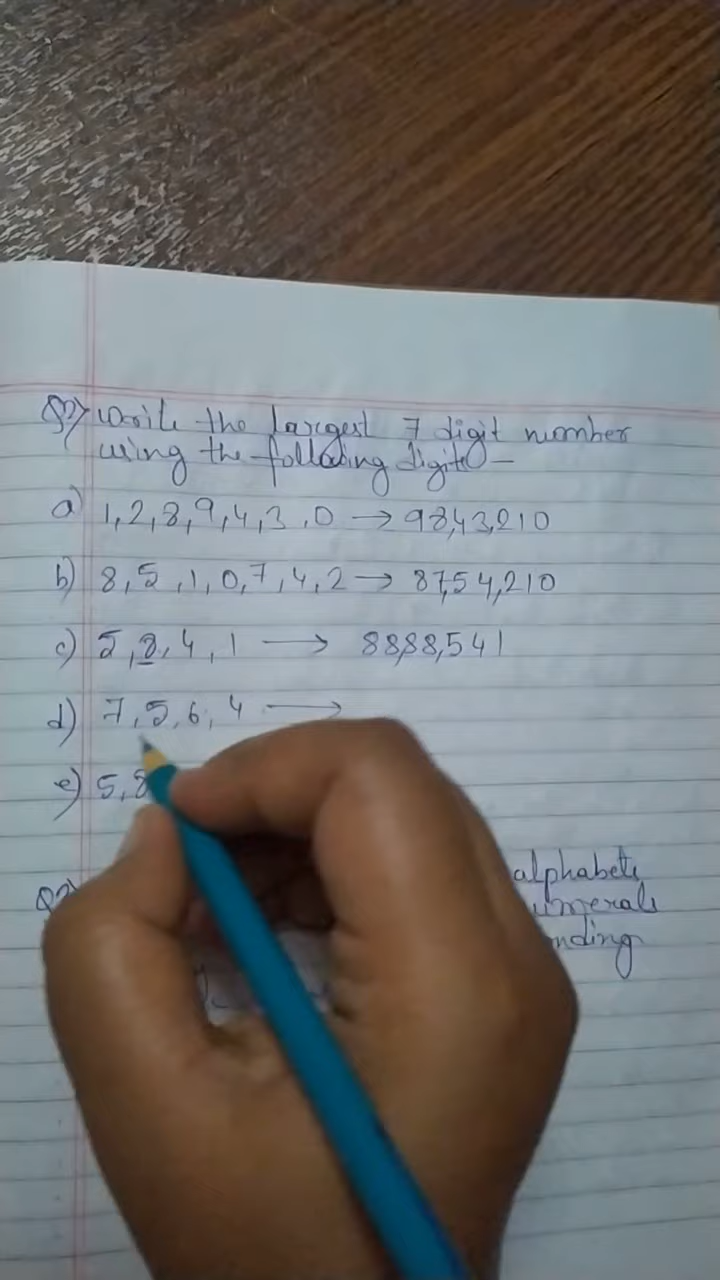 Q2) Write the largest 7 digit number
using the following digits —
a) 1,2,8,9,4,3,0 → 98,43,210
b) 8,5,1,0,7,4,2 → 87,54,210
c) 5,8,4,1 → 88,88,541
d) 7,5,6,4 →
e) 5,8
alphabets
numerals